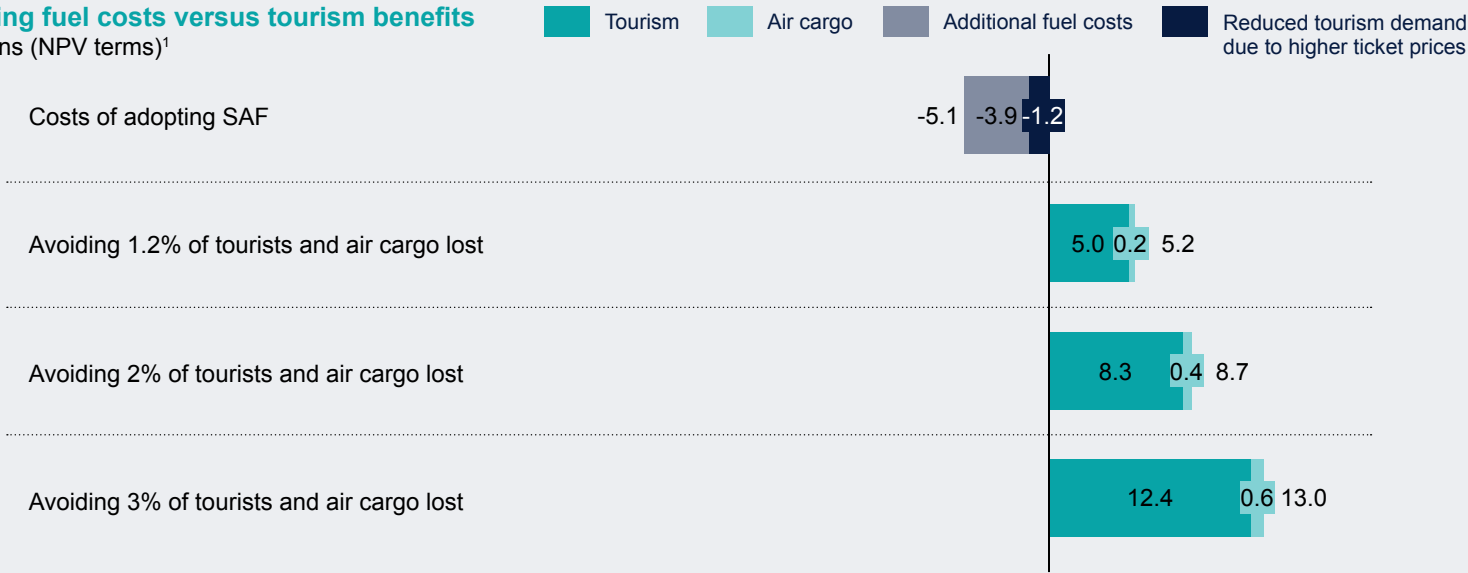 ing fuel costs versus tourism benefits
ns (NPV terms)¹
Tourism
Air cargo
Additional fuel costs
Reduced tourism demand
due to higher ticket prices
Costs of adopting SAF
-5.1 -3.9 -1.2
Avoiding 1.2% of tourists and air cargo lost
5.0 0.2 5.2
Avoiding 2% of tourists and air cargo lost
8.3 0.4 8.7
Avoiding 3% of tourists and air cargo lost
12.4 0.6 13.0